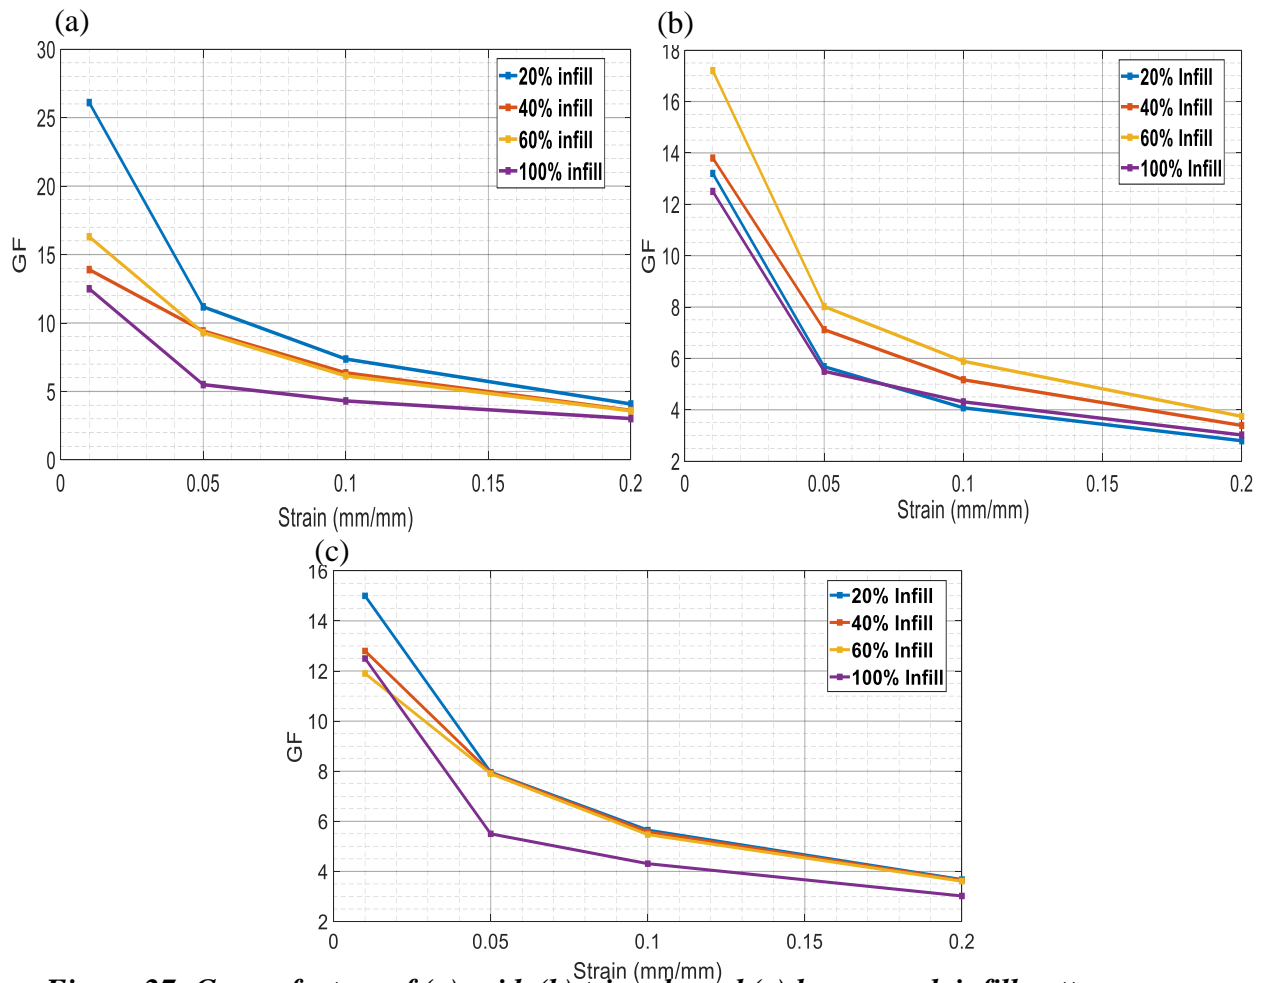 (a)
30
25
20
15
10
5
0
GF
0 0.05 0.1 0.15 0.2
Strain (mm/mm)
20% infill
40% infill
60% infill
100% infill
(b)
18
16
14
12
10
8
6
4
2
GF
0 0.05 0.1 0.15 0.2
Strain (mm/mm)
20% Infill
40% Infill
60% Infill
100% Infill
(c)
16
14
12
10
8
6
4
2
GF
0 0.05 0.1 0.15 0.2
Strain (mm/mm)
20% Infill
40% Infill
60% Infill
100% Infill